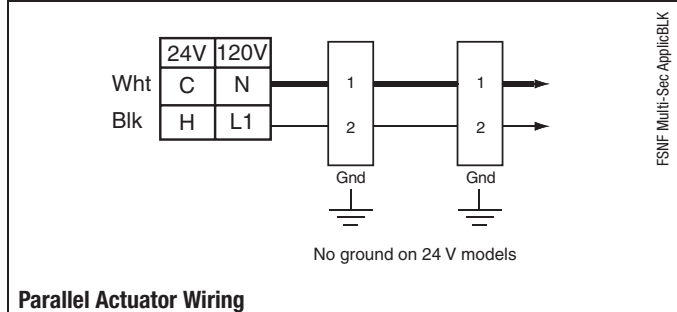 24V 120V
Wht C N 1 1
Blk H L1 2 2
Gnd Gnd
No ground on 24 V models
Parallel Actuator Wiring
FSNF Multi-Sec ApplicBLK